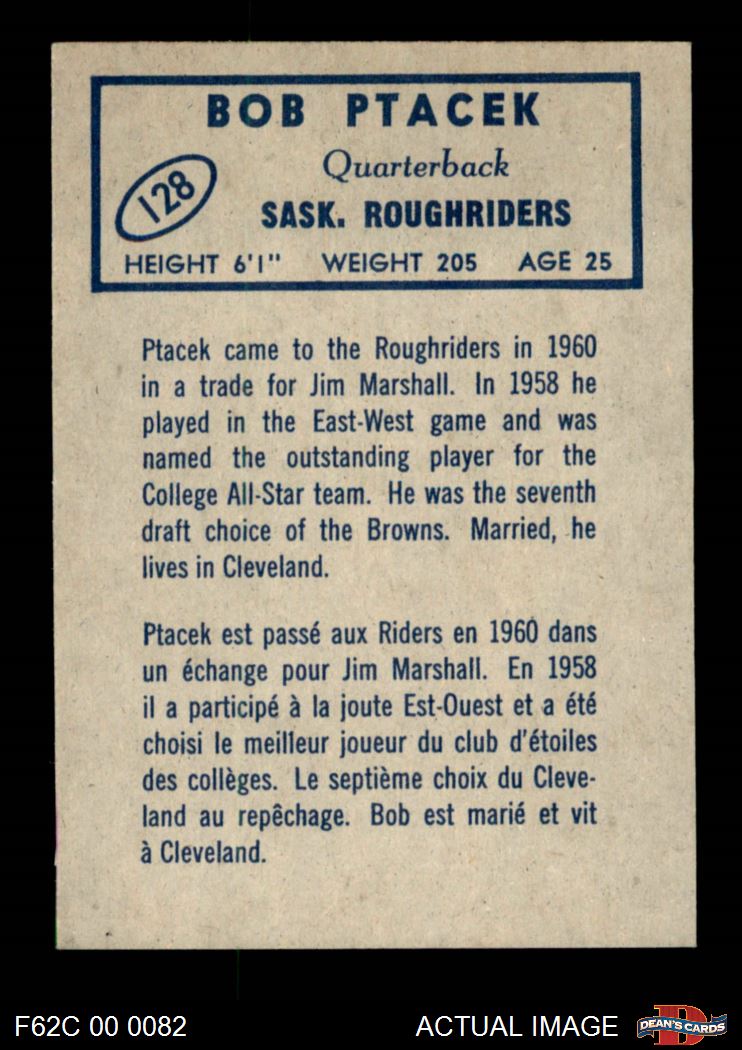 BOB PTACEK
Quarterback
128
SASK. ROUGHRIDERS
HEIGHT 6'1" WEIGHT 205 AGE 25
Ptacek came to the Roughriders in 1960
in a trade for Jim Marshall. In 1958 he
played in the East-West game and was
named the outstanding player for the
College All-Star team. He was the seventh
draft choice of the Browns. Married, he
lives in Cleveland.
Ptacek est passé aux Riders en 1960 dans
un échange pour Jim Marshall. En 1958
il a participé à la joute Est-Ouest et a été
choisi le meilleur joueur du club d'étoiles
des collèges. Le septième choix du Cleve-
land au repêchage. Bob est marié et vit
à Cleveland.
F62C 00 0082
ACTUAL IMAGE
DEAN'S CARDS